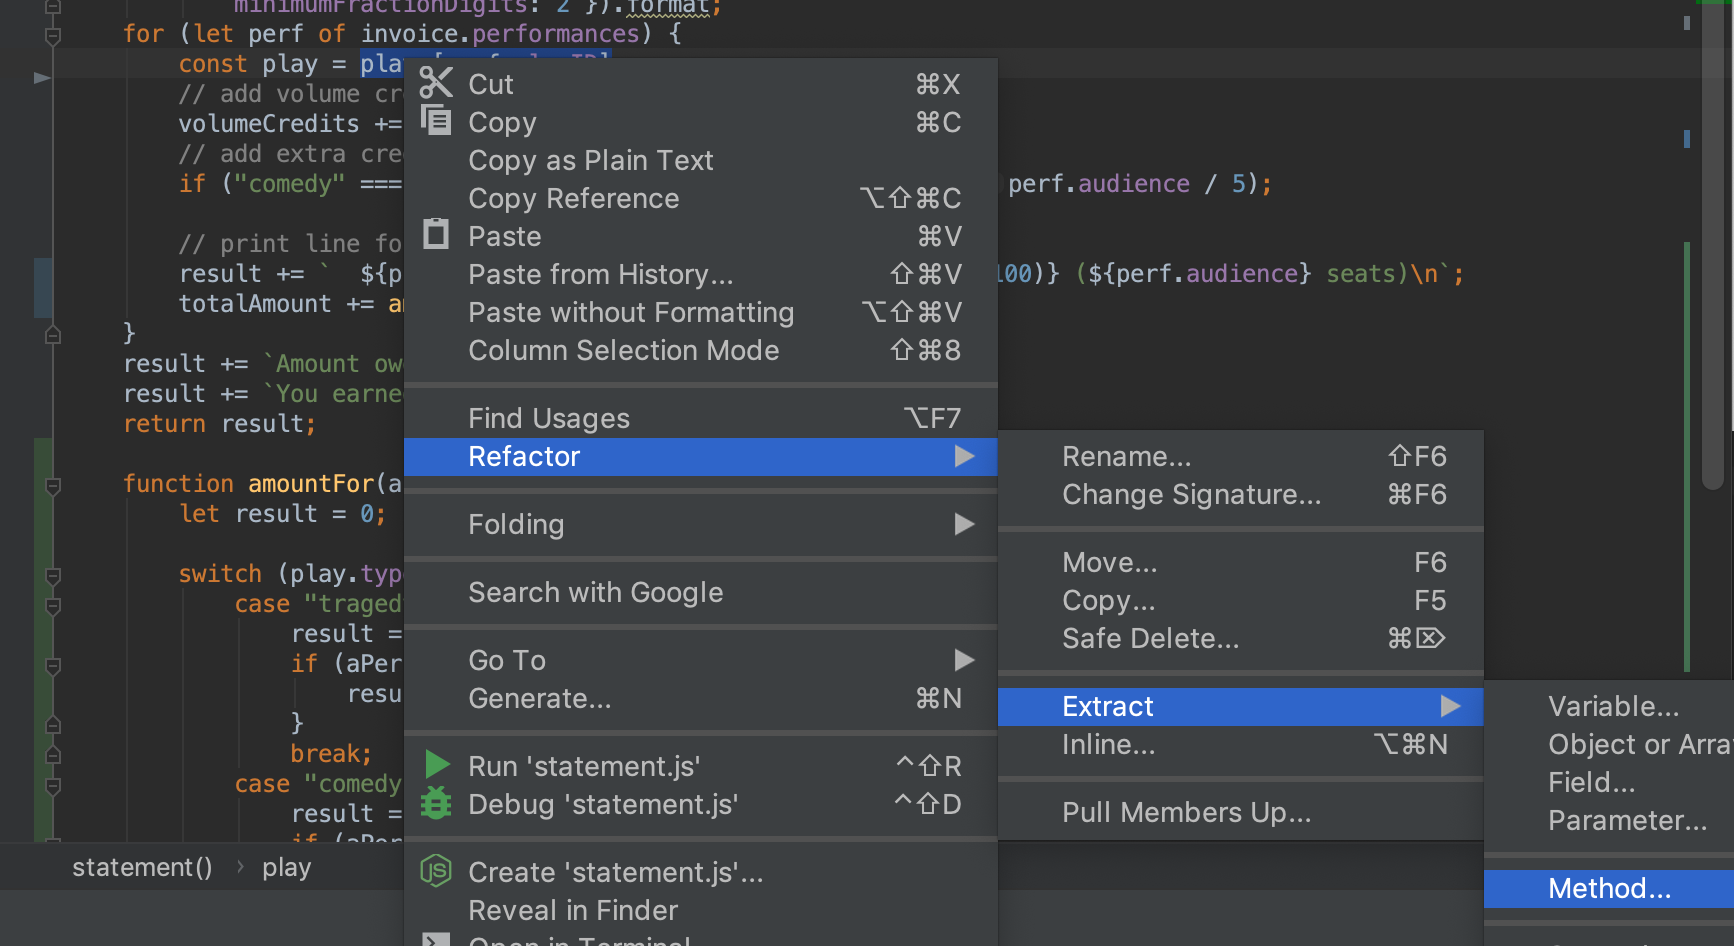 minimumFractionDigits: 2 }).format;
for (let perf of invoice.performances) {
const play = pla
// add volume cr
volumeCredits +=
// add extra cre
if ("comedy" === perf.audience / 5);
// print line fo
result += `  ${p 100)} (${perf.audience} seats)\n`;
totalAmount += a
}
result += `Amount ow
result += `You earne
return result;
function amountFor(a
let result = 0;
switch (play.typ
case "traged
result =
if (aPer
resu
}
break;
case "comedy
result =
if (aPer
statement() › play
Cut ⌘X
Copy ⌘C
Copy as Plain Text
Copy Reference ⌥⇧⌘C
Paste ⌘V
Paste from History... ⇧⌘V
Paste without Formatting ⌥⇧⌘V
Column Selection Mode ⇧⌘8
Find Usages ⌥F7
Refactor
Folding
Search with Google
Go To
Generate... ⌘N
Run 'statement.js' ^⇧R
Debug 'statement.js' ^⇧D
JS Create 'statement.js'...
Reveal in Finder
Open in Terminal
Rename... ⇧F6
Change Signature... ⌘F6
Move... F6
Copy... F5
Safe Delete... ⌘⌦
Extract
Inline... ⌥⌘N
Pull Members Up...
Variable...
Object or Arra
Field...
Parameter...
Method...